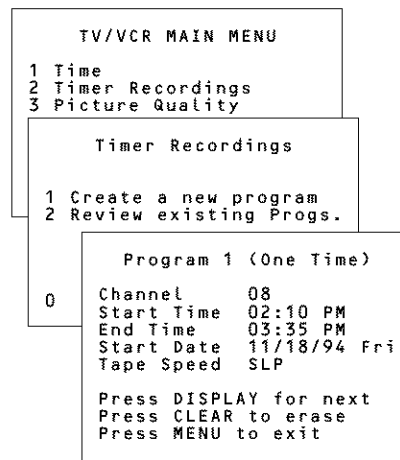 TV/VCR MAIN MENU
1 Time
2 Timer Recordings
3 Picture Quality
Timer Recordings
1 Create a new program
2 Review existing Progs.
0
Program 1 (One Time)
Channel 08
Start Time 02:10 PM
End Time 03:35 PM
Start Date 11/18/94 Fri
Tape Speed SLP
Press DISPLAY for next
Press CLEAR to erase
Press MENU to exit